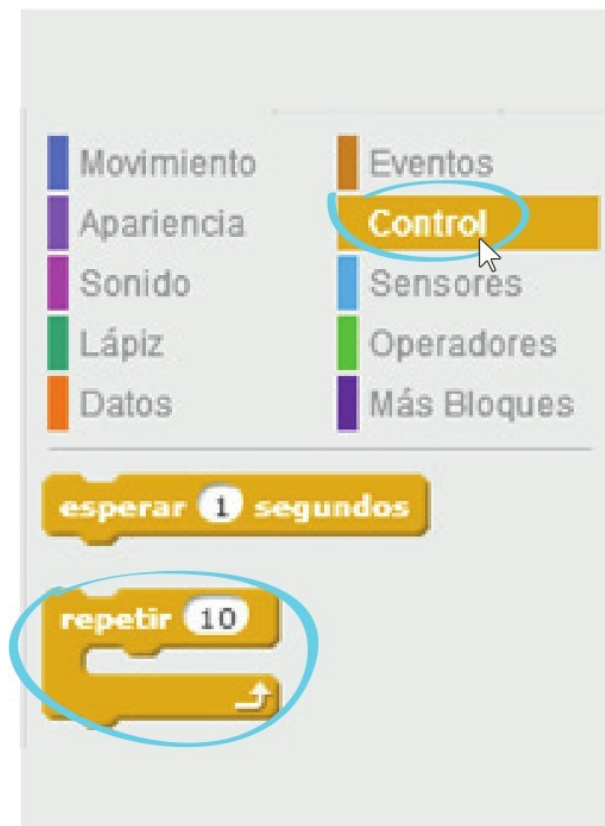 Movimiento
Eventos
Apariencia
Control
Sonido
Sensores
Lápiz
Operadores
Datos
Más Bloques
esperar 1 segundos
repetir 10